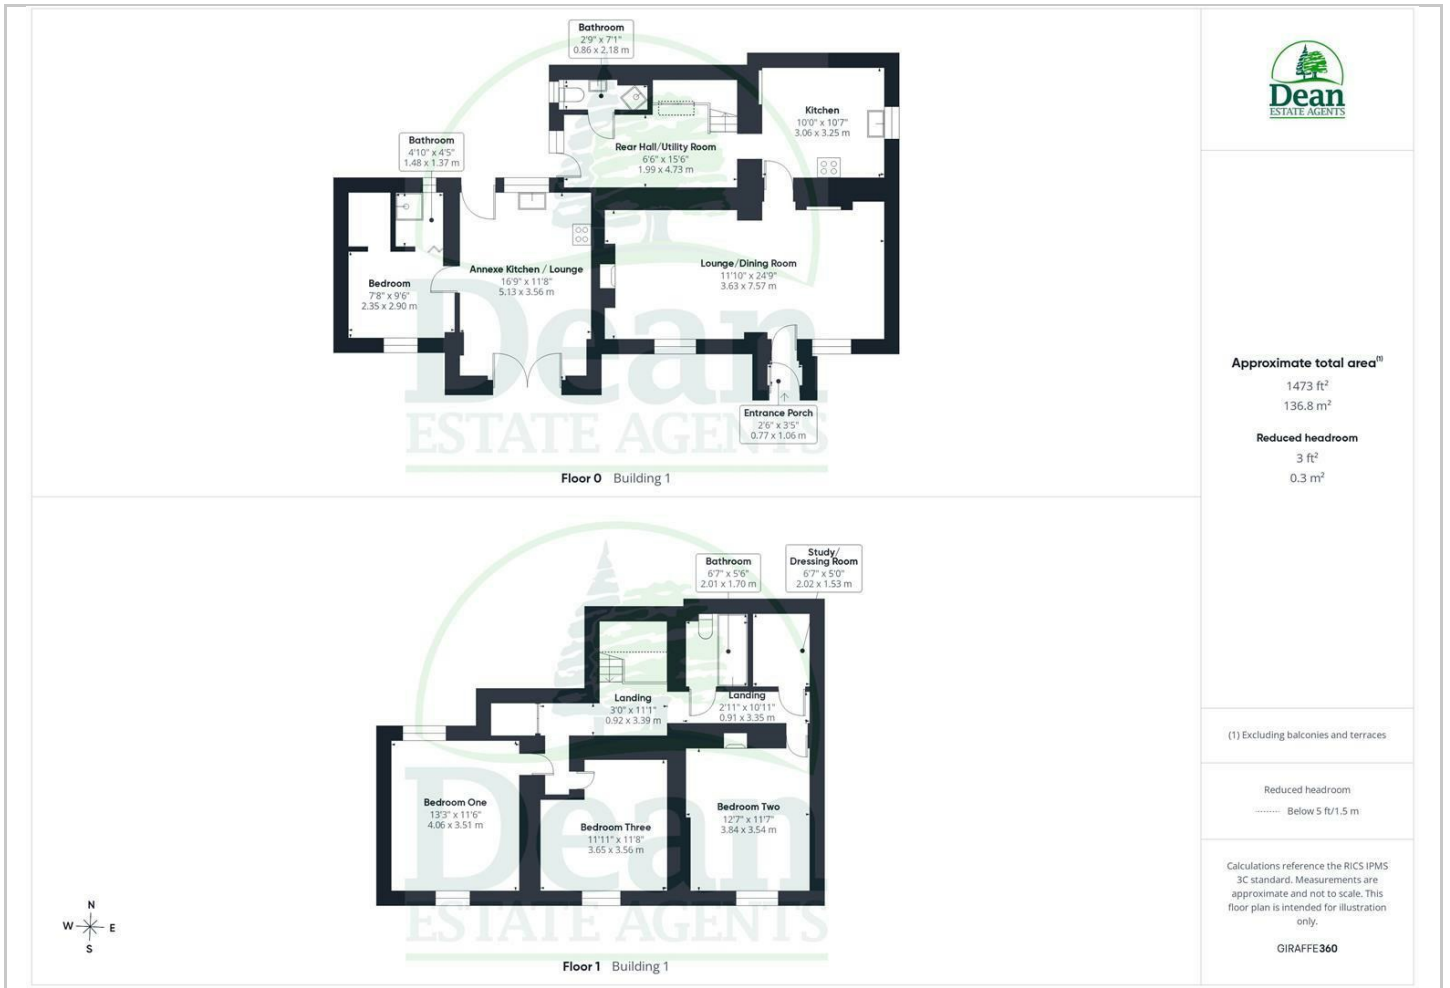 Bathroom
2'9" x 7'1"
0.86 x 2.18 m
Kitchen
10'0" x 10'7"
3.06 x 3.25 m
Bathroom
4'10" x 4'5"
1.48 x 1.37 m
Rear Hall/Utility Room
6'6" x 15'6"
1.99 x 4.73 m
Annexe Kitchen / Lounge
16'9" x 11'8"
5.13 x 3.56 m
Lounge/Dining Room
11'10" x 24'9"
3.63 x 7.57 m
Bedroom
7'8" x 9'6"
2.35 x 2.90 m
Entrance Porch
2'6" x 3'5"
0.77 x 1.06 m
Dean
ESTATE AGENTS
Floor 0 Building 1
Bathroom
6'7" x 5'6"
2.01 x 1.70 m
Study/
Dressing Room
6'7" x 5'0"
2.02 x 1.53 m
Landing
3'0" x 11'1"
0.92 x 3.39 m
Landing
2'11" x 10'11"
0.91 x 3.35 m
Bedroom One
13'3" x 11'6"
4.06 x 3.51 m
Bedroom Three
11'11" x 11'8"
3.65 x 3.56 m
Bedroom Two
12'7" x 11'7"
3.84 x 3.54 m
Dean
ESTATE AGENTS
N
W E
S
Floor 1 Building 1
Dean
ESTATE AGENTS
Approximate total area(1)
1473 ft²
136.8 m²
Reduced headroom
3 ft²
0.3 m²
(1) Excluding balconies and terraces
Reduced headroom
Below 5 ft/1.5 m
Calculations reference the RICS IPMS
3C standard. Measurements are
approximate and not to scale. This
floor plan is intended for illustration
only.
GIRAFFE360